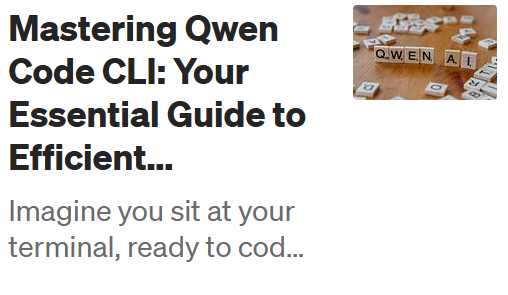 Mastering Qwen
Code CLI: Your
Essential Guide to
Efficient...
Imagine you sit at your
terminal, ready to cod...
QWEN AI